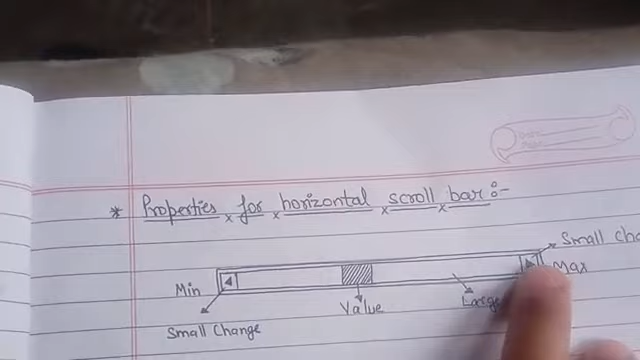 * Properties for horizontal scroll bar :-
Small Cha
Min Max
Value Large
Small Change